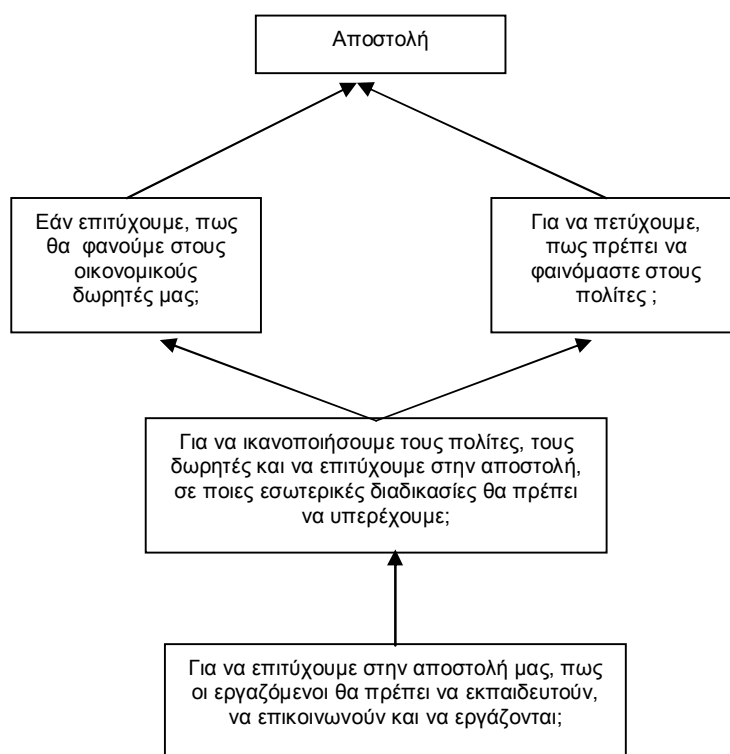 Αποστολή
Εάν επιτύχουμε, πως
θα φανούμε στους
οικονομικούς
δωρητές μας;
Για να πετύχουμε,
πως πρέπει να
φαινόμαστε στους
πολίτες ;
Για να ικανοποιήσουμε τους πολίτες, τους
δωρητές και να επιτύχουμε στην αποστολή,
σε ποιες εσωτερικές διαδικασίες θα πρέπει
να υπερέχουμε;
Για να επιτύχουμε στην αποστολή μας, πως
οι εργαζόμενοι θα πρέπει να εκπαιδευτούν,
να επικοινωνούν και να εργάζονται;